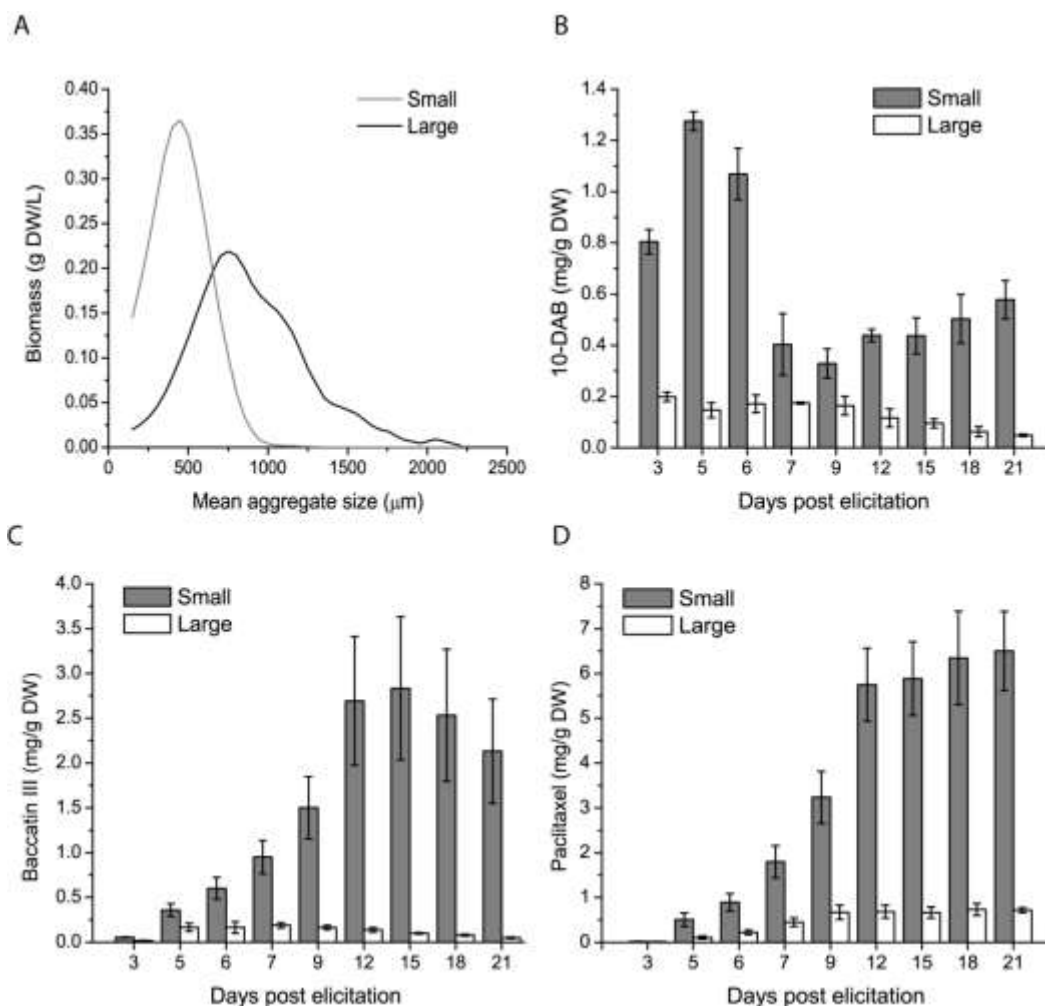 A
0.40
0.35
0.30
0.25
0.20
0.15
0.10
0.05
0.00
Biomass (g DW/L)
Small
Large
0
500
1000
1500
2000
2500
Mean aggregate size (μm)
B
1.4
1.2
1.0
0.8
0.6
0.4
0.2
0.0
10-DAB (mg/g DW)
Small
Large
3 5 6 7 9 12 15 18 21
Days post elicitation
C
4.0
3.5
3.0
2.5
2.0
1.5
1.0
0.5
0.0
Baccatin III (mg/g DW)
Small
Large
3 5 6 7 9 12 15 18 21
Days post elicitation
D
8
7
6
5
4
3
2
1
0
Paclitaxel (mg/g DW)
Small
Large
3 5 6 7 9 12 15 18 21
Days post elicitation